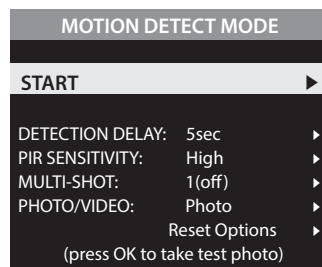 MOTION DETECT MODE
START
DETECTION DELAY: 5sec
PIR SENSITIVITY: High
MULTI-SHOT: 1(off)
PHOTO/VIDEO: Photo
Reset Options
(press OK to take test photo)